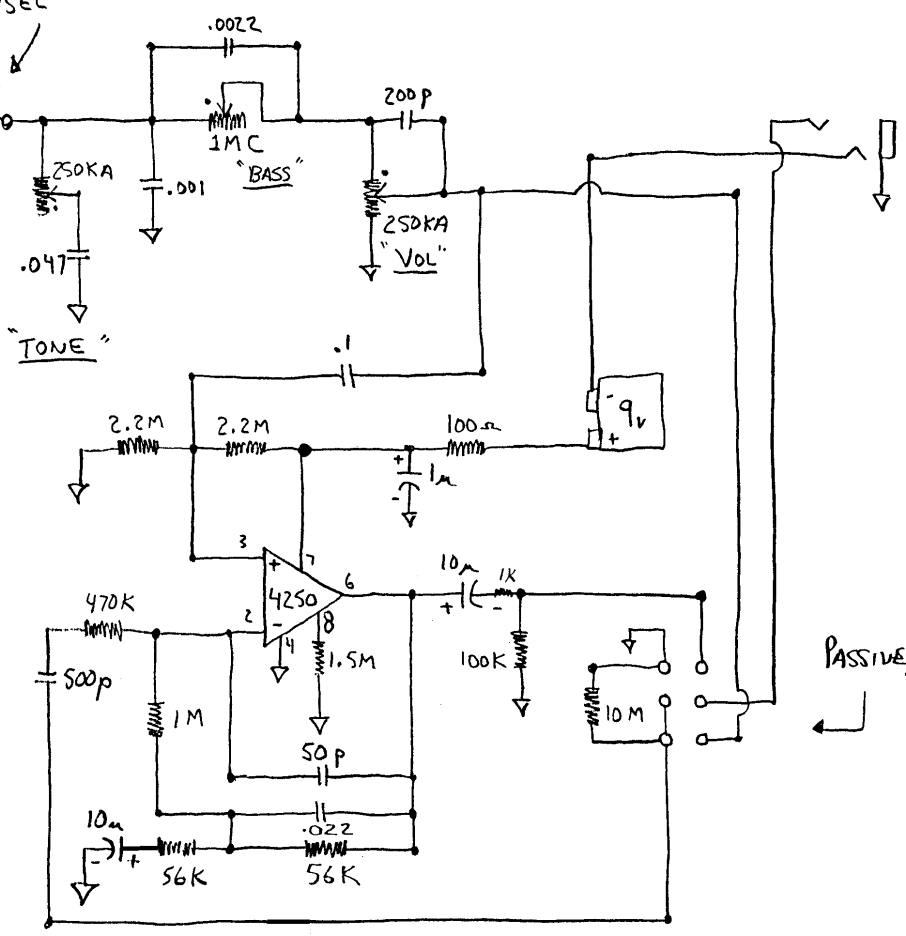 .0022
200p
1MC
"BASS"
250KA
.001
250KA
"VOL"
.047
"TONE"
.1
-
9v
+
2.2M
2.2M
100Ω
+
1μ
-
3
+
7
4250
6
10μ
1K
+
-
470K
2
-
8
4
1.5M
100K
PASSIVE
500p
1M
10M
50p
.022
10μ
-
+
56K
56K